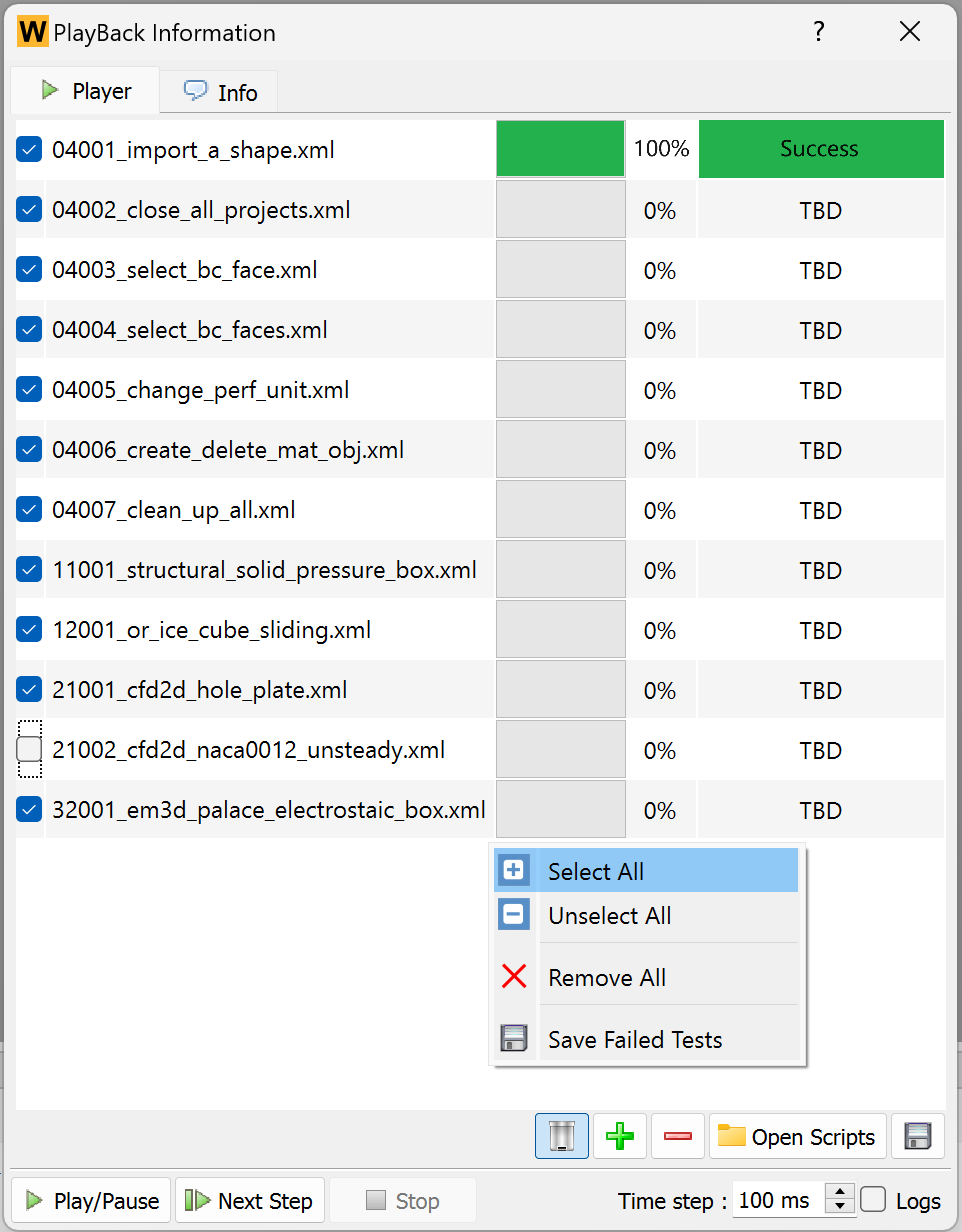 W PlayBack Information ?
Player Info
04001_import_a_shape.xml 100% Success
04002_close_all_projects.xml 0% TBD
04003_select_bc_face.xml 0% TBD
04004_select_bc_faces.xml 0% TBD
04005_change_perf_unit.xml 0% TBD
04006_create_delete_mat_obj.xml 0% TBD
04007_clean_up_all.xml 0% TBD
11001_structural_solid_pressure_box.xml 0% TBD
12001_or_ice_cube_sliding.xml 0% TBD
21001_cfd2d_hole_plate.xml 0% TBD
21002_cfd2d_naca0012_unsteady.xml 0% TBD
32001_em3d_palace_electrostaic_box.xml 0% TBD
Select All
Unselect All
Remove All
Save Failed Tests
Open Scripts
Play/Pause Next Step Stop Time step : 100 ms Logs